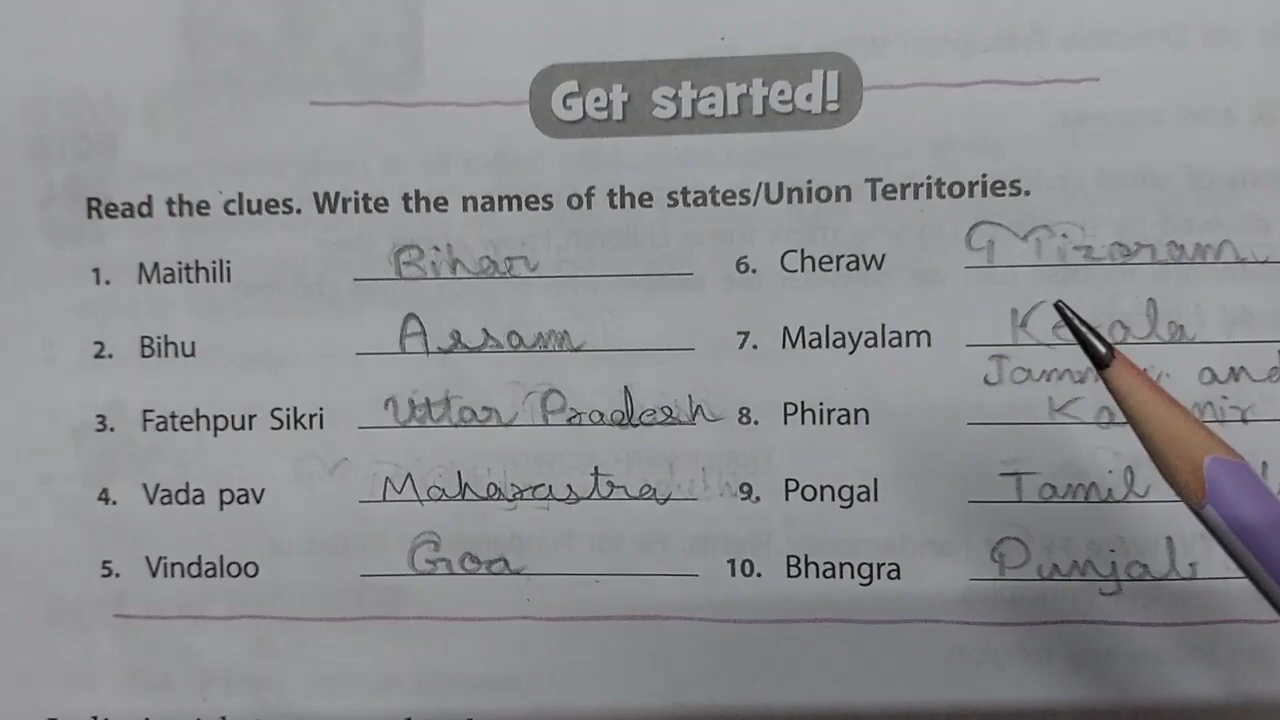 Get started!
Read the clues. Write the names of the states/Union Territories.
1. Maithili Bihar
2. Bihu Assam
3. Fatehpur Sikri Uttar Pradesh
4. Vada pav Maharastra
5. Vindaloo Goa
6. Cheraw Mizoram
7. Malayalam Kerala
8. Phiran Jammu and
Kashmir
9. Pongal Tamil
10. Bhangra Punjab